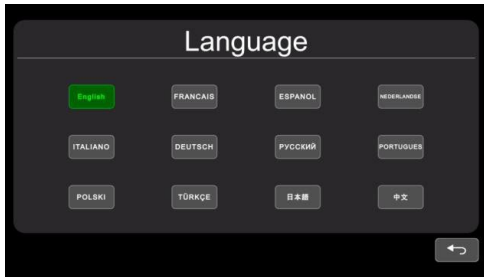 Language
English FRANCAIS ESPANOL NEDERLANDSE
ITALIANO DEUTSCH РУССКИЙ PORTUGUES
POLSKI TÜRKÇE 日本語 中文